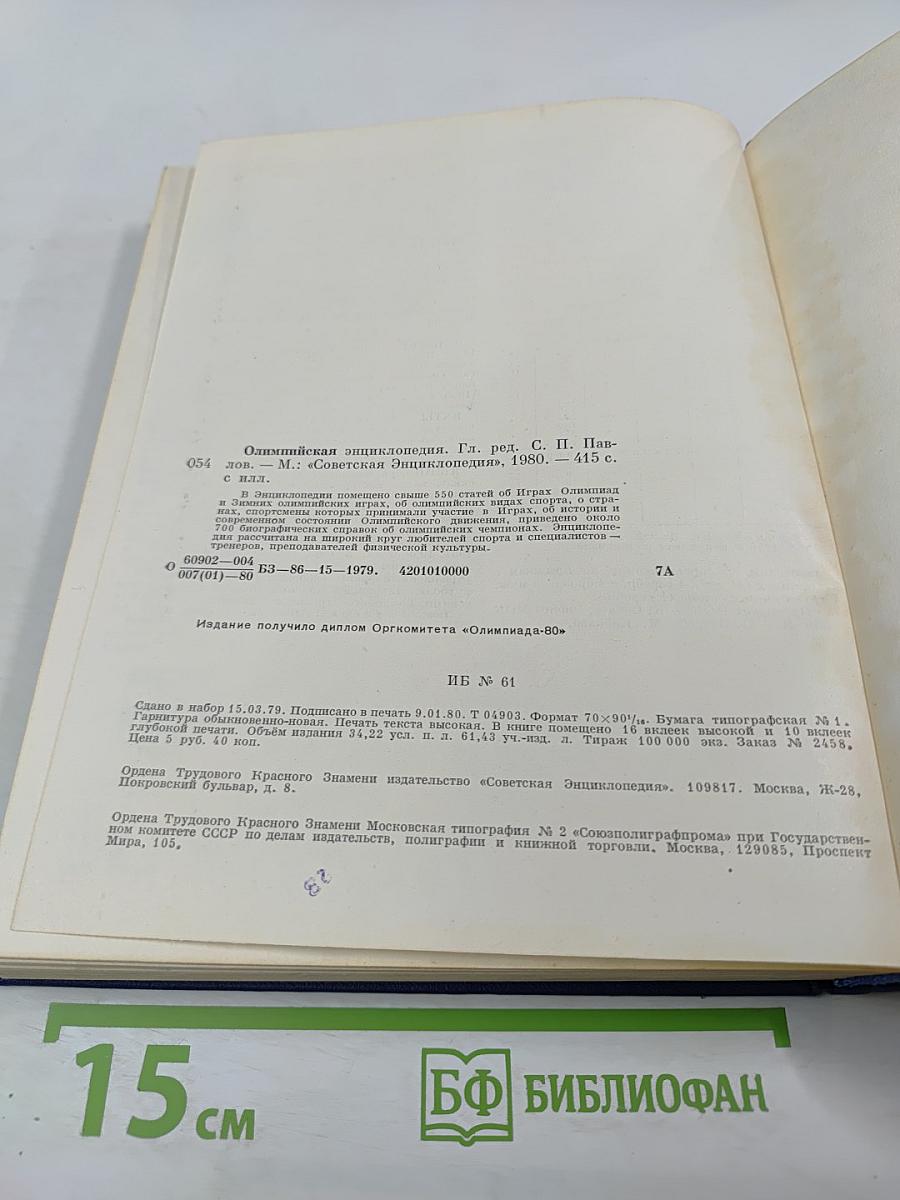 Олимпийская энциклопедия. Гл. ред. С. П. Пав-
054 лов. — М.: «Советская Энциклопедия», 1980. — 415 с.
с илл.
В Энциклопедии помещено свыше 550 статей об Играх Олимпиад
и Зимних олимпийских играх, об олимпийских видах спорта, о стра-
нах, спортсмены которых принимали участие в Играх, об истории и
современном состоянии Олимпийского движения, приведено около
700 биографических справок об олимпийских чемпионах. Энциклопе-
дия рассчитана на широкий круг любителей спорта и специалистов —
тренеров, преподавателей физической культуры.
О 60902—004
007(01)—80 БЗ—86—15—1979. 4201010000 7А
Издание получило диплом Оргкомитета «Олимпиада-80»
ИБ № 61
Сдано в набор 15.03.79. Подписано в печать 9.01.80. Т 04903. Формат 70×90¹/₁₆. Бумага типографская № 1.
Гарнитура обыкновенно-новая. Печать текста высокая. В книге помещено 16 вклеек высокой и 10 вклеек
глубокой печати. Объём издания 34,22 усл. п. л. 61,43 уч.-изд. л. Тираж 100 000 экз. Заказ № 2458.
Цена 5 руб. 40 коп.
Ордена Трудового Красного Знамени издательство «Советская Энциклопедия». 109817. Москва, Ж-28,
Покровский бульвар, д. 8.
Ордена Трудового Красного Знамени Московская типография № 2 «Союзполиграфпрома» при Государствен-
ном комитете СССР по делам издательств, полиграфии и книжной торговли. Москва, 129085, Проспект
Мира, 105.
15 см
БФ БИБЛИОФАН